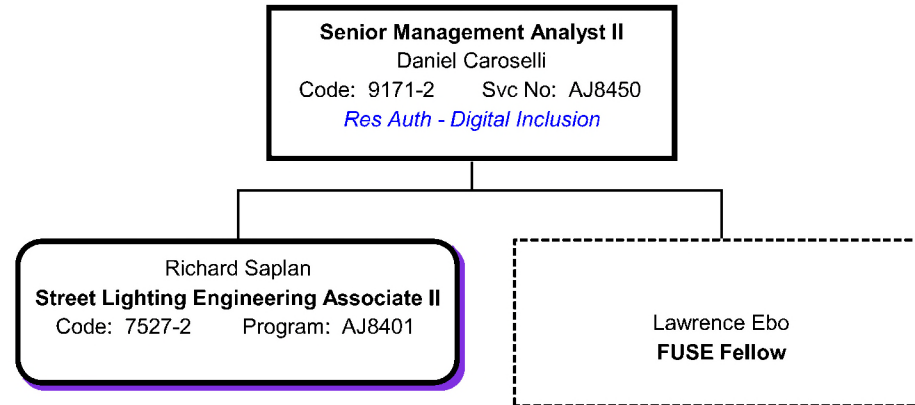 Senior Management Analyst II
Daniel Caroselli
Code: 9171-2 Svc No: AJ8450
Res Auth - Digital Inclusion
Richard Saplan
Street Lighting Engineering Associate II
Code: 7527-2 Program: AJ8401
Lawrence Ebo
FUSE Fellow